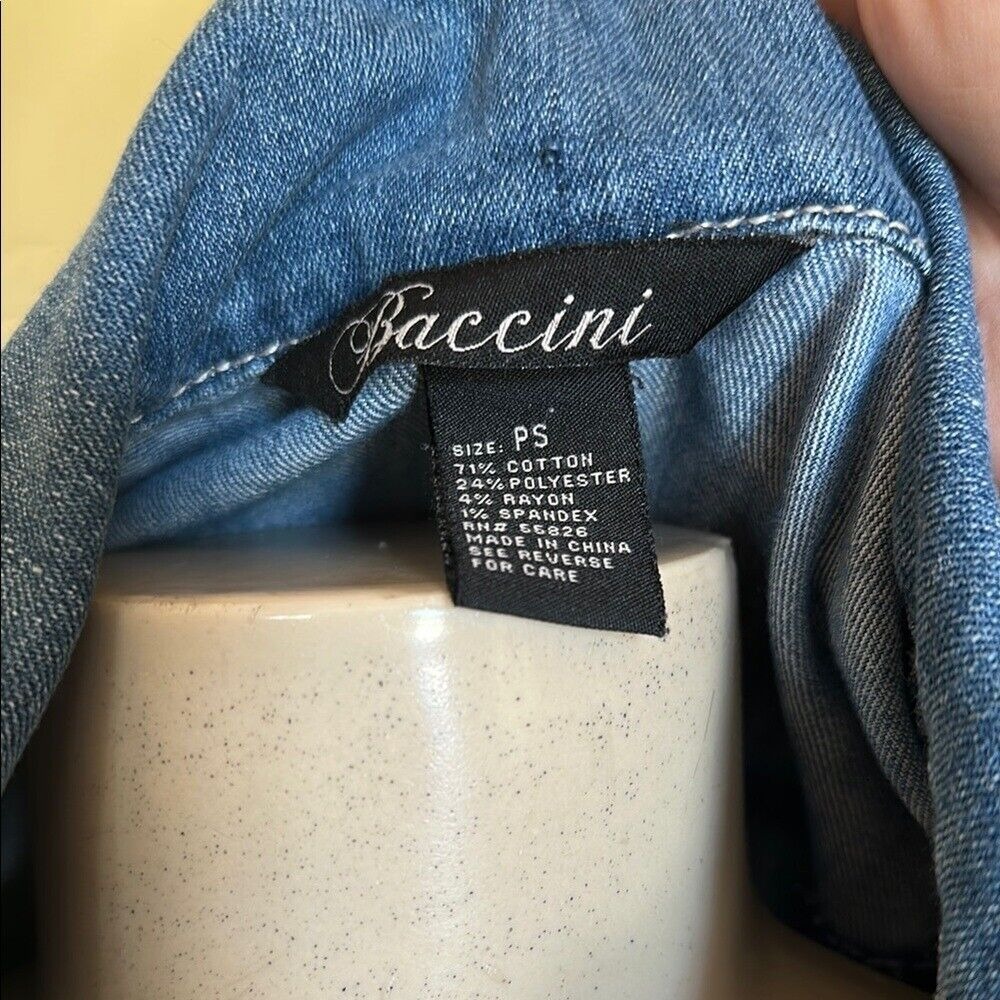 Baccini
SIZE: PS
71% COTTON
24% POLYESTER
4% RAYON
1% SPANDEX
RN# 55826
MADE IN CHINA
SEE REVERSE
FOR CARE